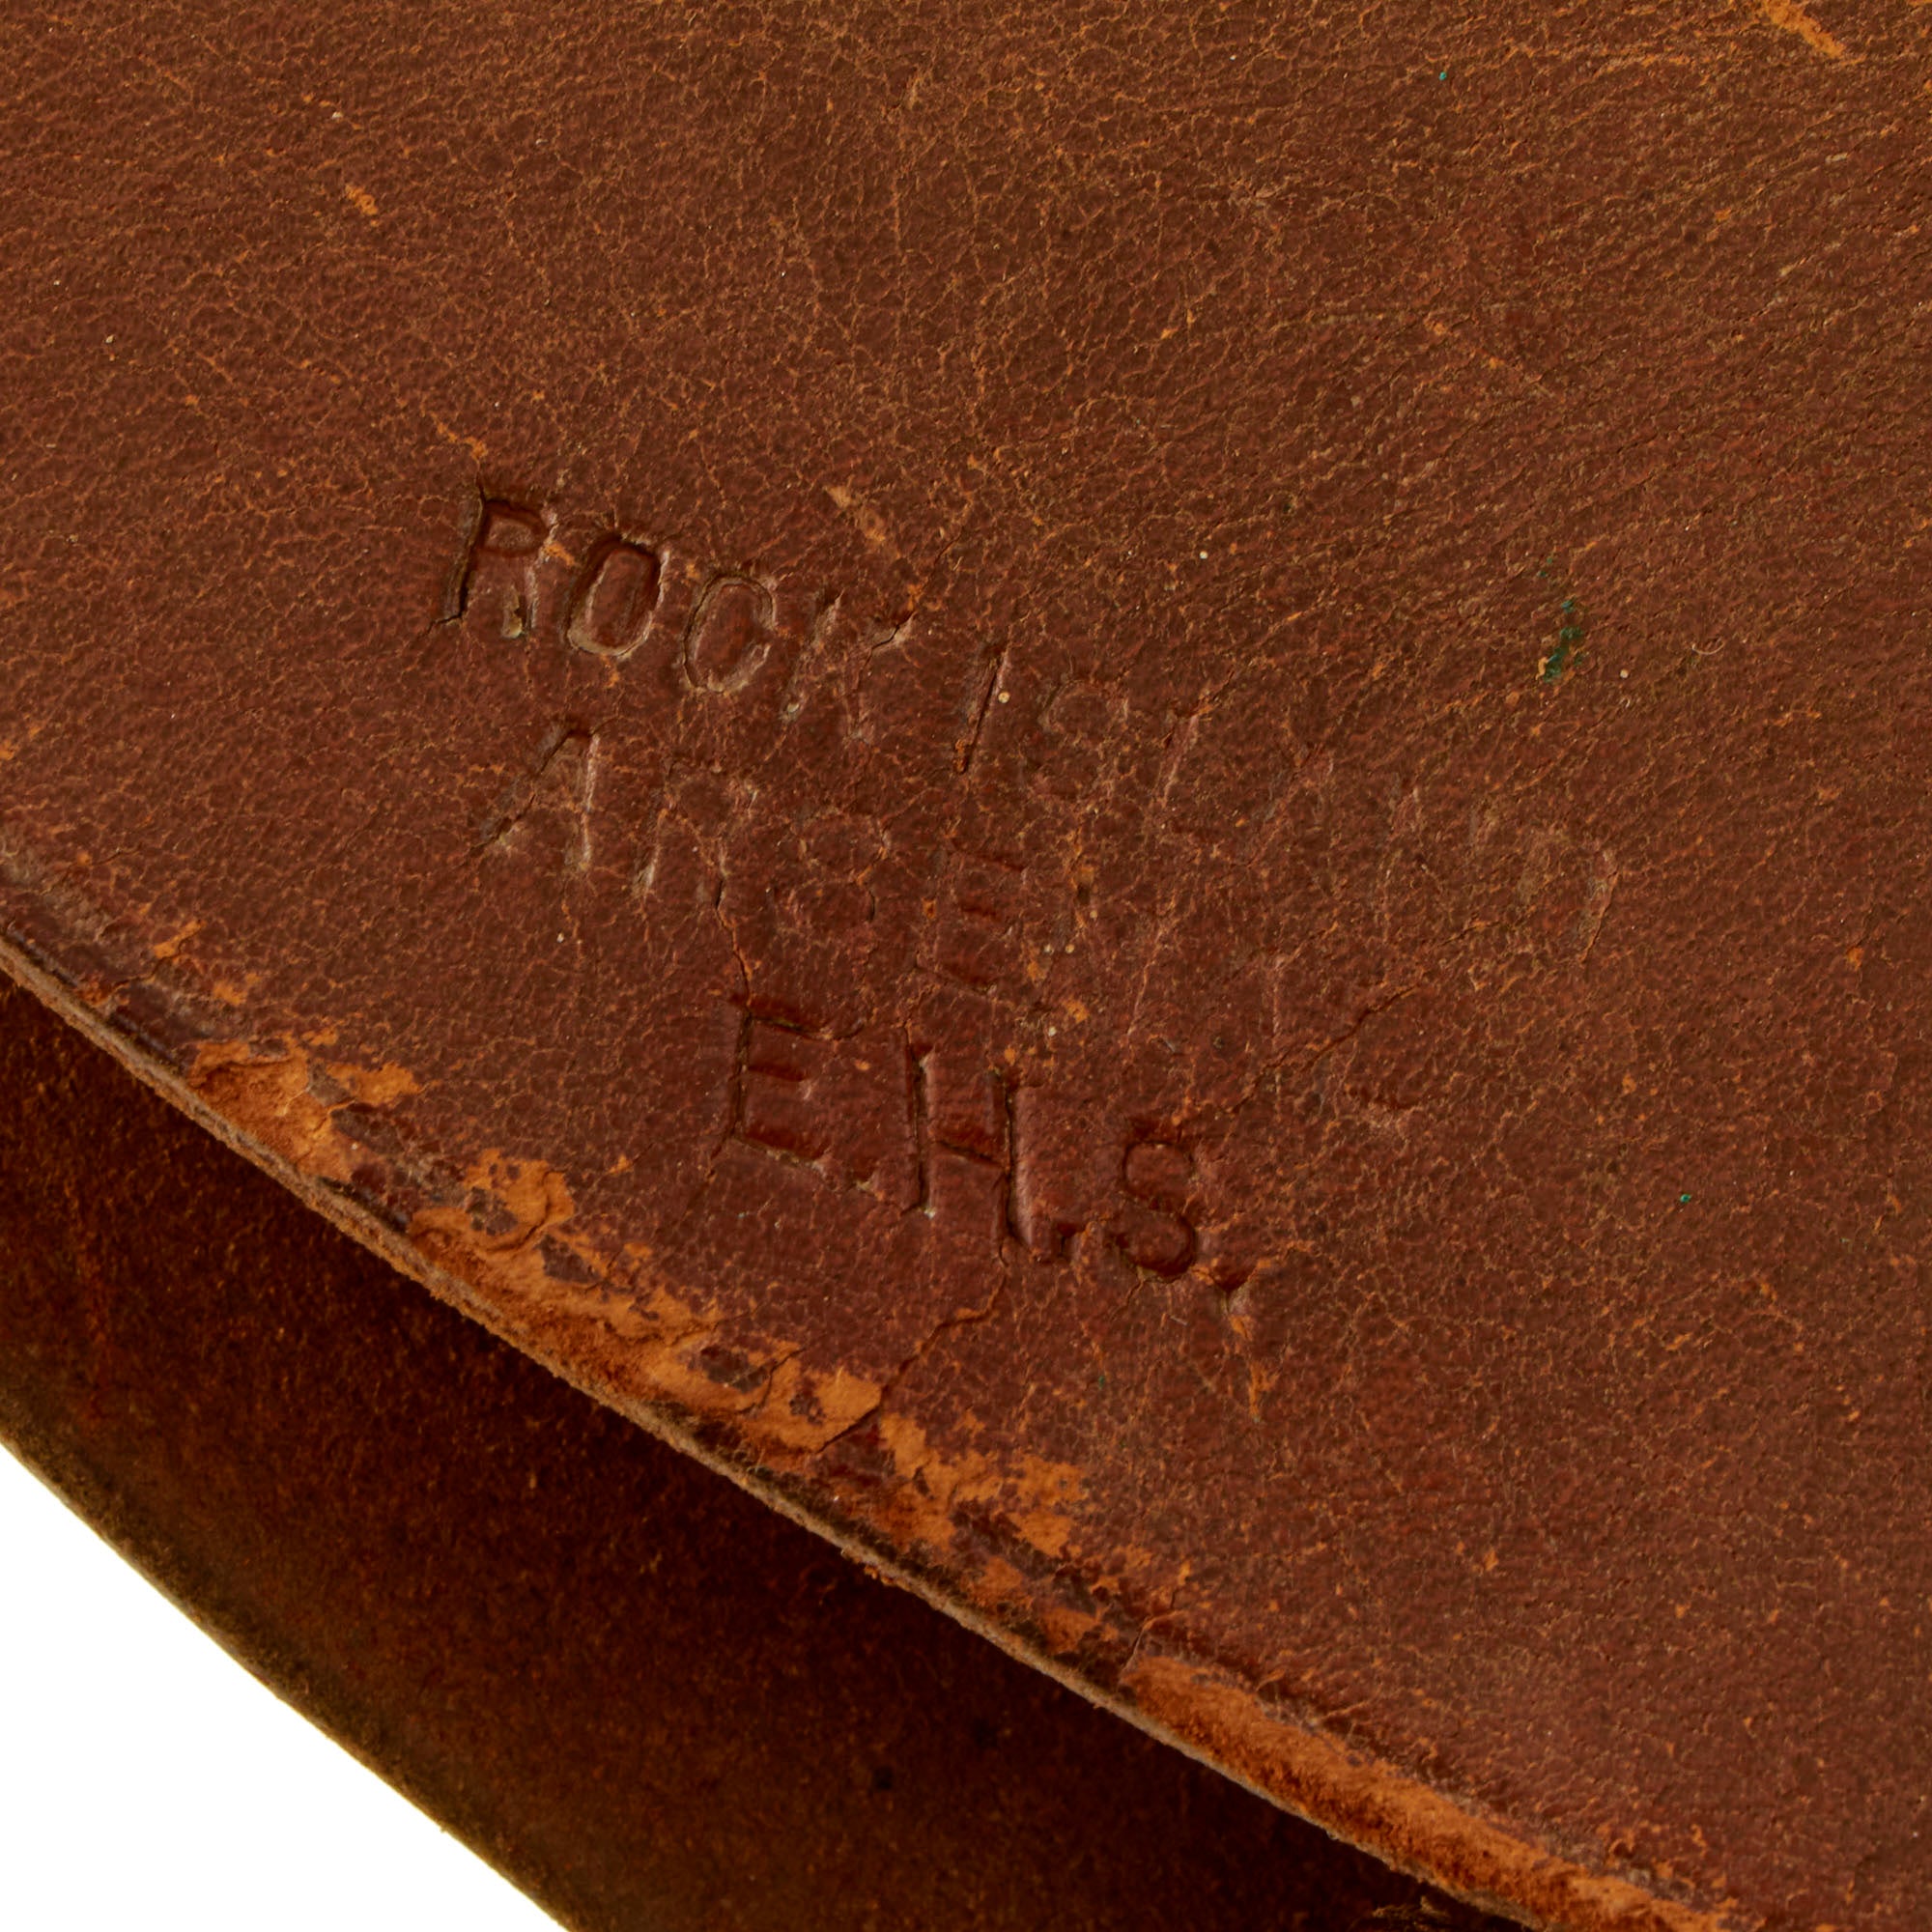 ROCK ISLAND
ARSENAL
E.H.S.